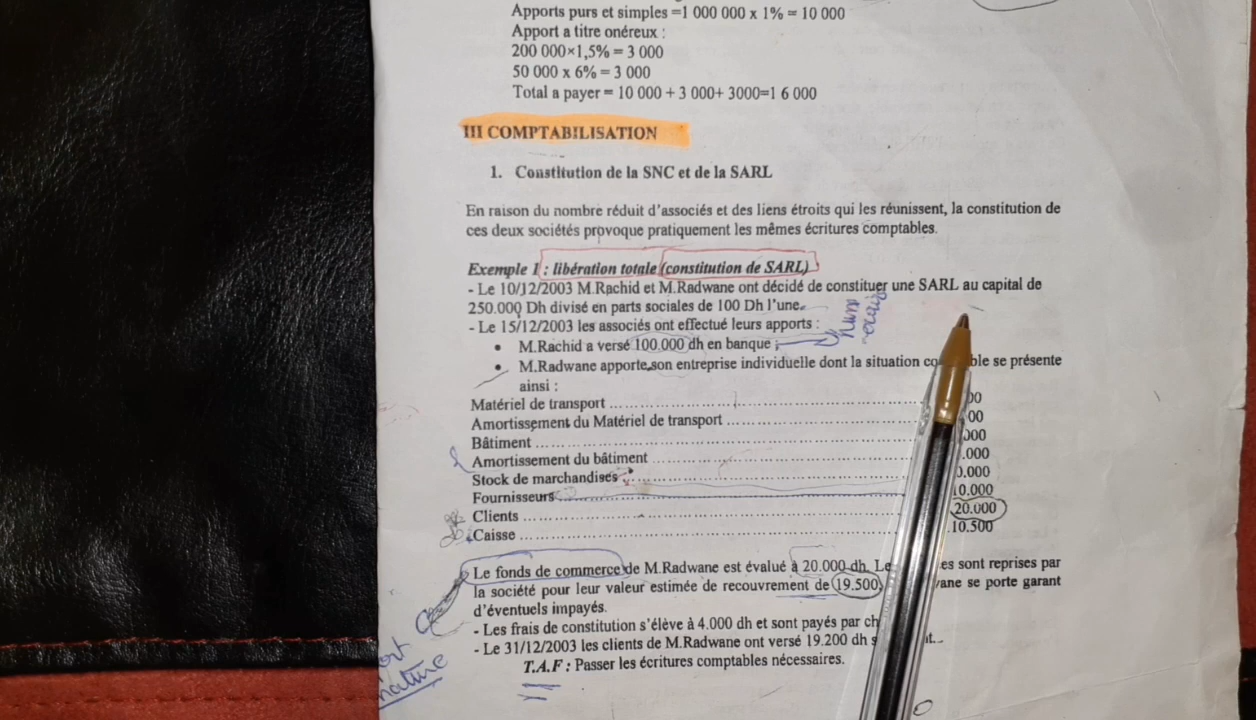 Apports purs et simples =1 000 000 x 1% = 10 000
Apport a titre onéreux :
200 000×1,5% = 3 000
50 000 x 6% = 3 000
Total a payer = 10 000 + 3 000+ 3000=1 6 000
III COMPTABILISATION
1. Constitution de la SNC et de la SARL
En raison du nombre réduit d'associés et des liens étroits qui les réunissent, la constitution de
ces deux sociétés provoque pratiquement les mêmes écritures comptables.
Exemple 1 : libération totale (constitution de SARL)
- Le 10/12/2003 M.Rachid et M.Radwane ont décidé de constituer une SARL au capital de
250.000 Dh divisé en parts sociales de 100 Dh l'une.
- Le 15/12/2003 les associés ont effectué leurs apports :
• M.Rachid a versé 100.000 dh en banque ;
• M.Radwane apporte son entreprise individuelle dont la situation se présente
ainsi :
Matériel de transport
Amortissement du Matériel de transport
Bâtiment
Amortissement du bâtiment
Stock de marchandises
Fournisseurs 10.000
Clients 20.000
Caisse 10.500
Le fonds de commerce de M.Radwane est évalué à 20.000 dh. sont reprises par
la société pour leur valeur estimée de recouvrement de 19.500, se porte garant
d'éventuels impayés.
- Les frais de constitution s'élève à 4.000 dh et sont payés par
- Le 31/12/2003 les clients de M.Radwane ont versé 19.200 dh
T.A.F : Passer les écritures comptables nécessaires.
nature